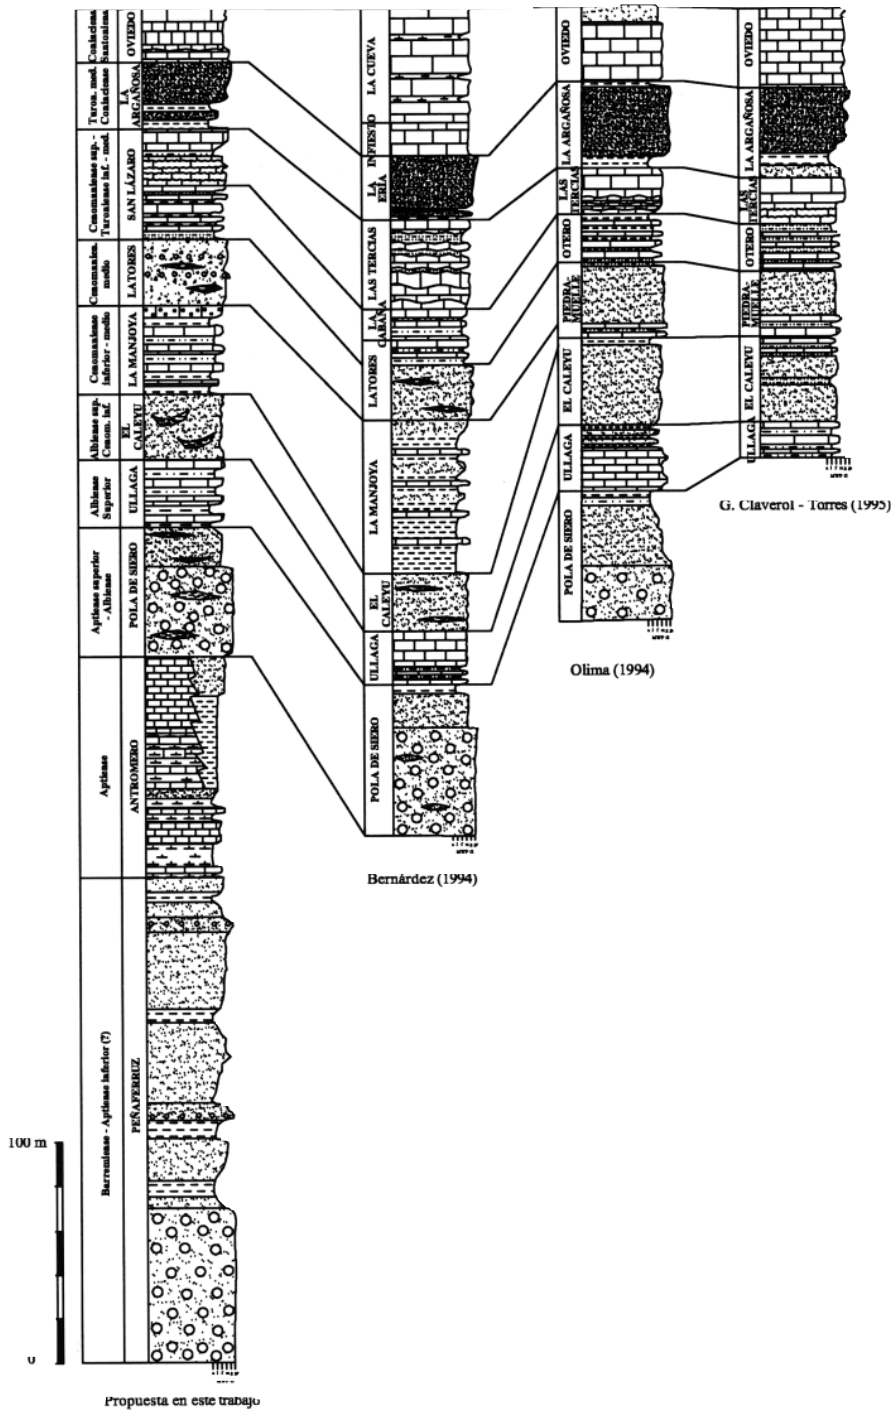 Coniaciense
Santoniense
OVIEDO
Turon. med.
Coniaciense
LA
ARGAÑOSA
Cenomaniense sup. -
Turoniense inf. - med.
SAN LÁZARO
Cenomanien.
medio
LATORES
Cenomaniense
inferior - medio
LA MANJOYA
Albiense sup.
Cenom. inf.
EL
CALEYU
Albiense
Superior
ULLAGA
Aptiense superior
- Albiense
POLA DE SIERO
Aptiense
ANTROMERO
Barremiense - Aptiense inferior (?)
PEÑAFERRUZ
100 m
0
Propuesta en este trabajo
LA CUEVA
INFIESTO
LA
ERÍA
LAS TERCIAS
LA
CABAÑA
LATORES
LA MANJOYA
EL
CALEYU
ULLAGA
POLA DE SIERO
Bernárdez (1994)
OVIEDO
LA ARGAÑOSA
LAS
TERCIAS
OTERO
PIEDRA-
MUELLE
EL CALEYU
ULLAGA
POLA DE SIERO
Olima (1994)
OVIEDO
LA ARGAÑOSA
LAS
TERCIAS
OTERO
PIEDRA-
MUELLE
EL CALEYU
ULLAGA
G. Claverol - Torres (1995)